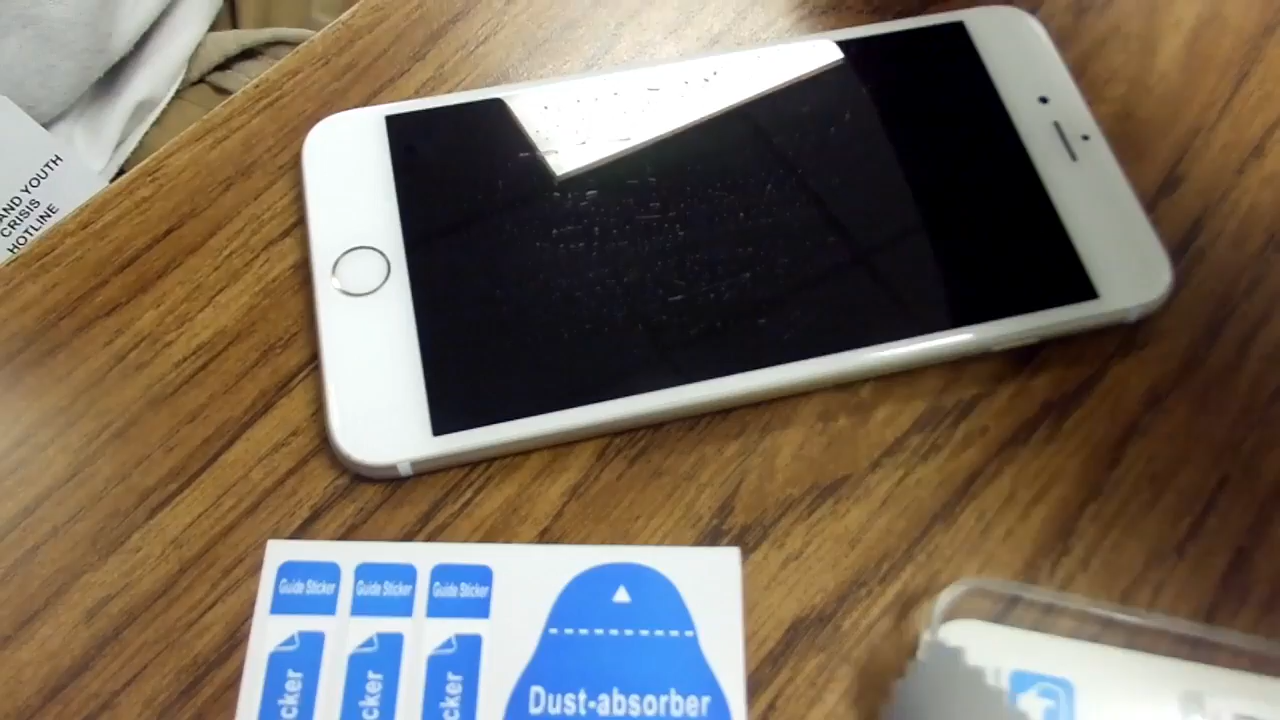 AND YOUTH
CRISIS
HOTLINE
Guide Sticker
Guide Sticker
Guide Sticker
cker
cker
cker
Dust-absorber